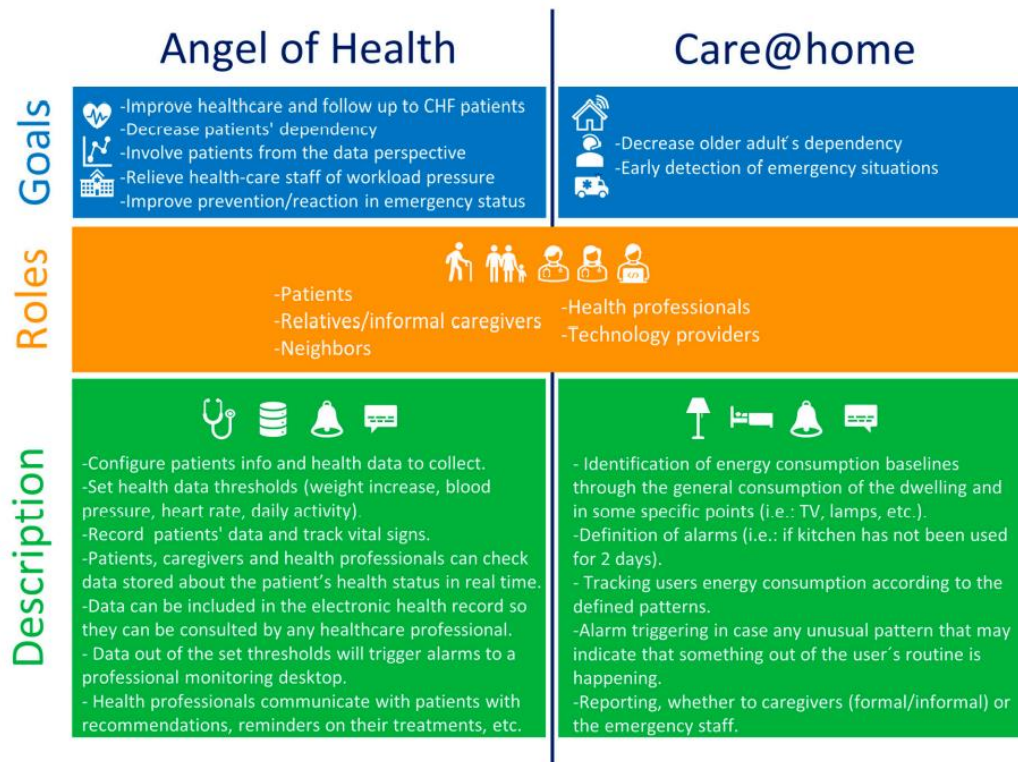 Angel of Health
Care@home
Goals
-Improve healthcare and follow up to CHF patients
-Decrease patients' dependency
-Involve patients from the data perspective
-Relieve health-care staff of workload pressure
-Improve prevention/reaction in emergency status
-Decrease older adult´s dependency
-Early detection of emergency situations
Roles
-Patients
-Relatives/informal caregivers
-Neighbors
-Health professionals
-Technology providers
Description
-Configure patients info and health data to collect.
-Set health data thresholds (weight increase, blood
pressure, heart rate, daily activity).
-Record patients' data and track vital signs.
-Patients, caregivers and health professionals can check
data stored about the patient's health status in real time.
-Data can be included in the electronic health record so
they can be consulted by any healthcare professional.
- Data out of the set thresholds will trigger alarms to a
professional monitoring desktop.
- Health professionals communicate with patients with
recommendations, reminders on their treatments, etc.
- Identification of energy consumption baselines
through the general consumption of the dwelling and
in some specific points (i.e.: TV, lamps, etc.).
-Definition of alarms (i.e.: if kitchen has not been used
for 2 days).
- Tracking users energy consumption according to the
defined patterns.
-Alarm triggering in case any unusual pattern that may
indicate that something out of the user´s routine is
happening.
-Reporting, whether to caregivers (formal/informal) or
the emergency staff.